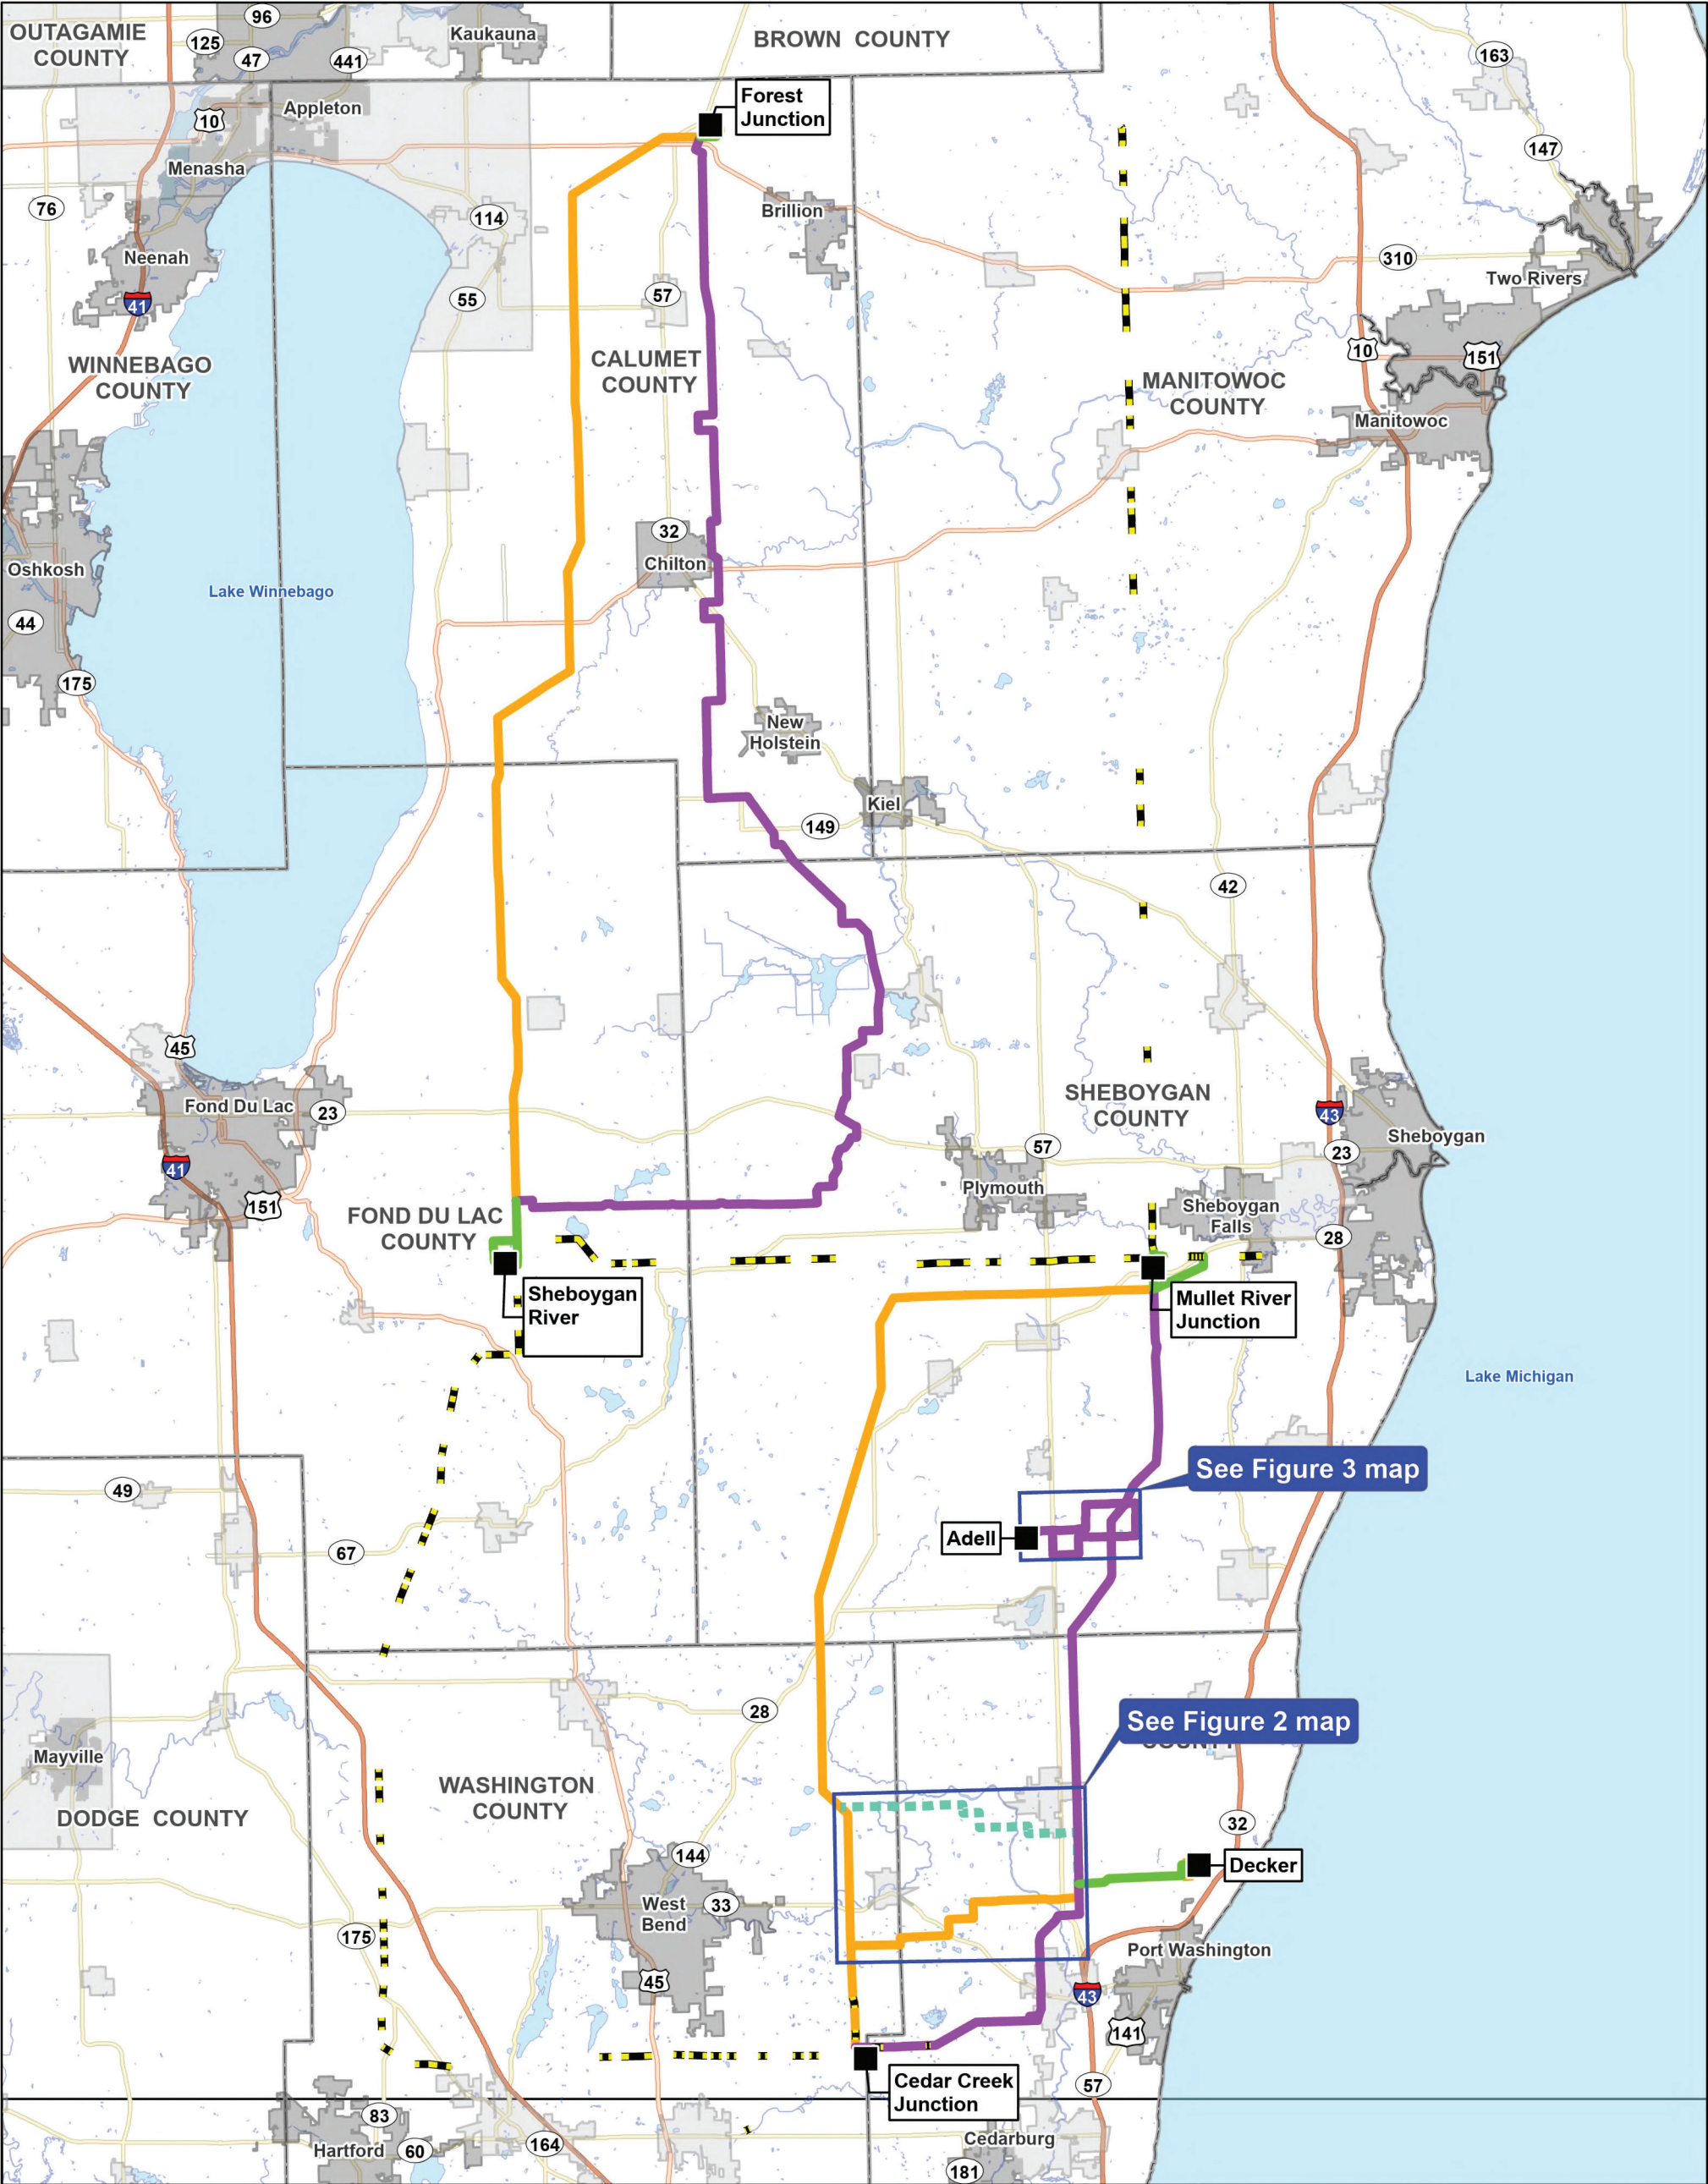 OUTAGAMIE
COUNTY
96
125
47
441
Kaukauna
BROWN COUNTY
163
Forest
Junction
Appleton
10
147
Menasha
76
114
Brillion
Neenah
310
Two Rivers
41
55
57
WINNEBAGO
COUNTY
CALUMET
COUNTY
10
151
MANITOWOC
COUNTY
Manitowoc
32
Chilton
Oshkosh
Lake Winnebago
44
175
New
Holstein
Kiel
149
42
45
Fond Du Lac
23
SHEBOYGAN
COUNTY
43
Sheboygan
57
23
41
151
Plymouth
Sheboygan
Falls
FOND DU LAC
COUNTY
28
Sheboygan
River
Mullet River
Junction
Lake Michigan
See Figure 3 map
49
Adell
67
28
See Figure 2 map
Mayville
WASHINGTON
COUNTY
DODGE COUNTY
32
144
Decker
West
Bend
33
175
Port Washington
45
43
141
Cedar Creek
Junction
57
83
Hartford
60
164
Cedarburg
181